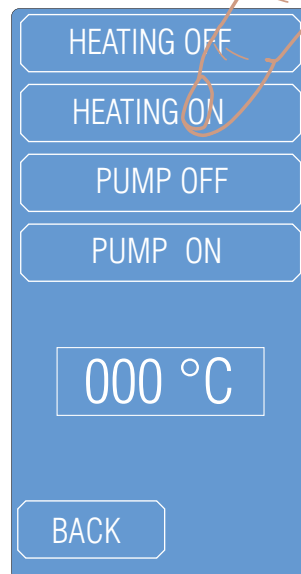 HEATING OFF
HEATING ON
PUMP OFF
PUMP ON
000 °C
BACK